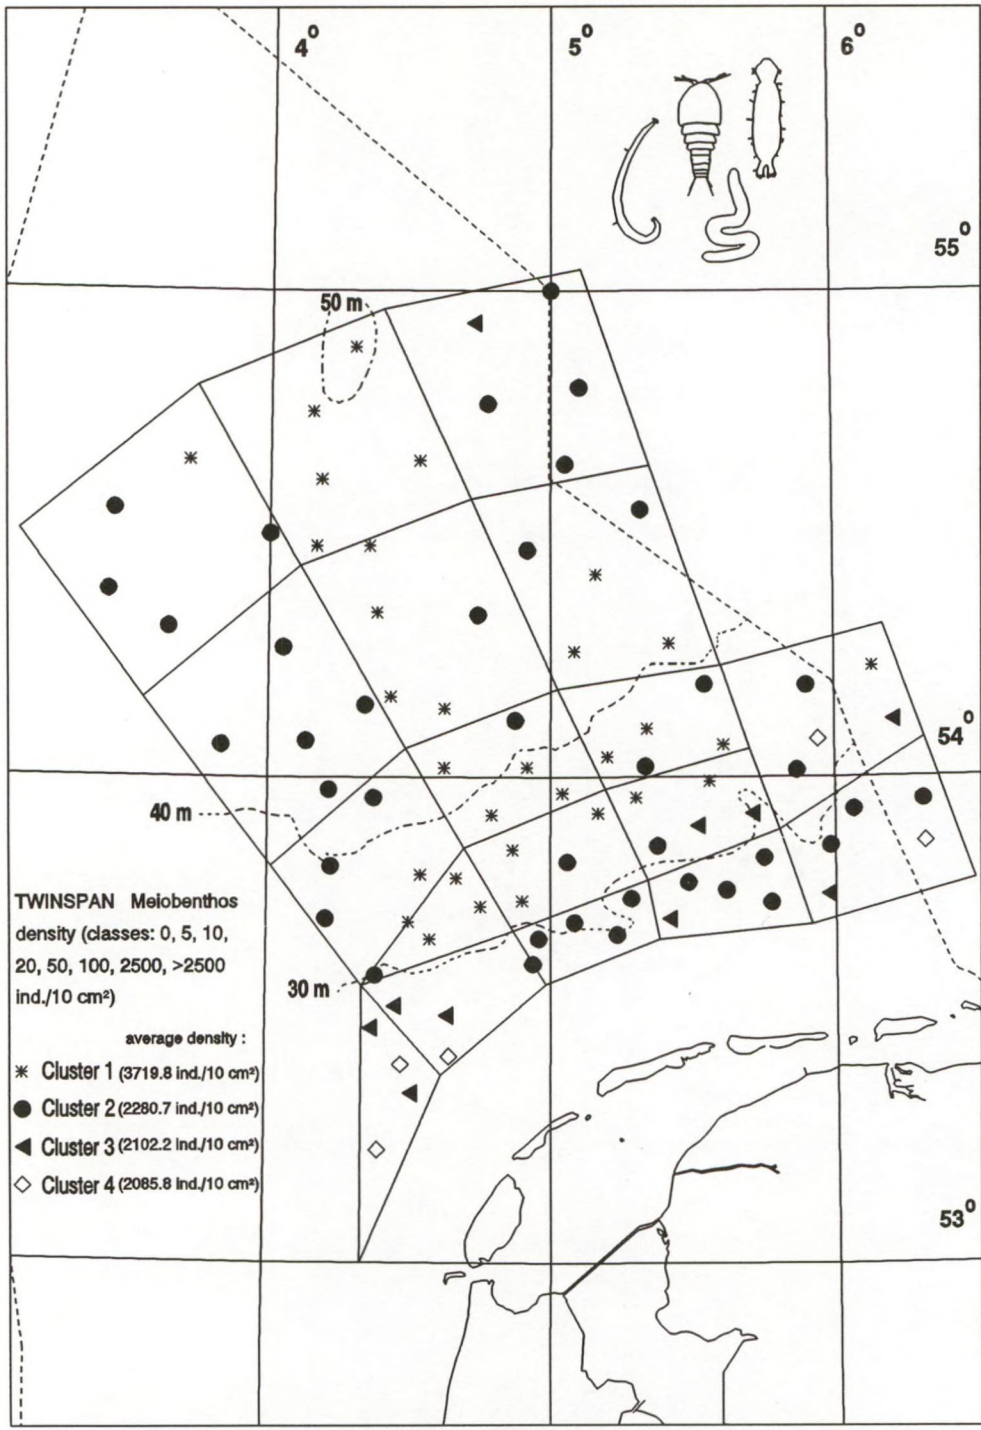 4°
5°
6°
55°
50 m
54°
40 m
TWINSPAN Meiobenthos
density (classes: 0, 5, 10,
20, 50, 100, 2500, >2500
ind./10 cm²)
30 m
average density :
Cluster 1 (3719.8 ind./10 cm²)
Cluster 2 (2280.7 ind./10 cm²)
Cluster 3 (2102.2 ind./10 cm²)
Cluster 4 (2085.8 ind./10 cm²)
53°